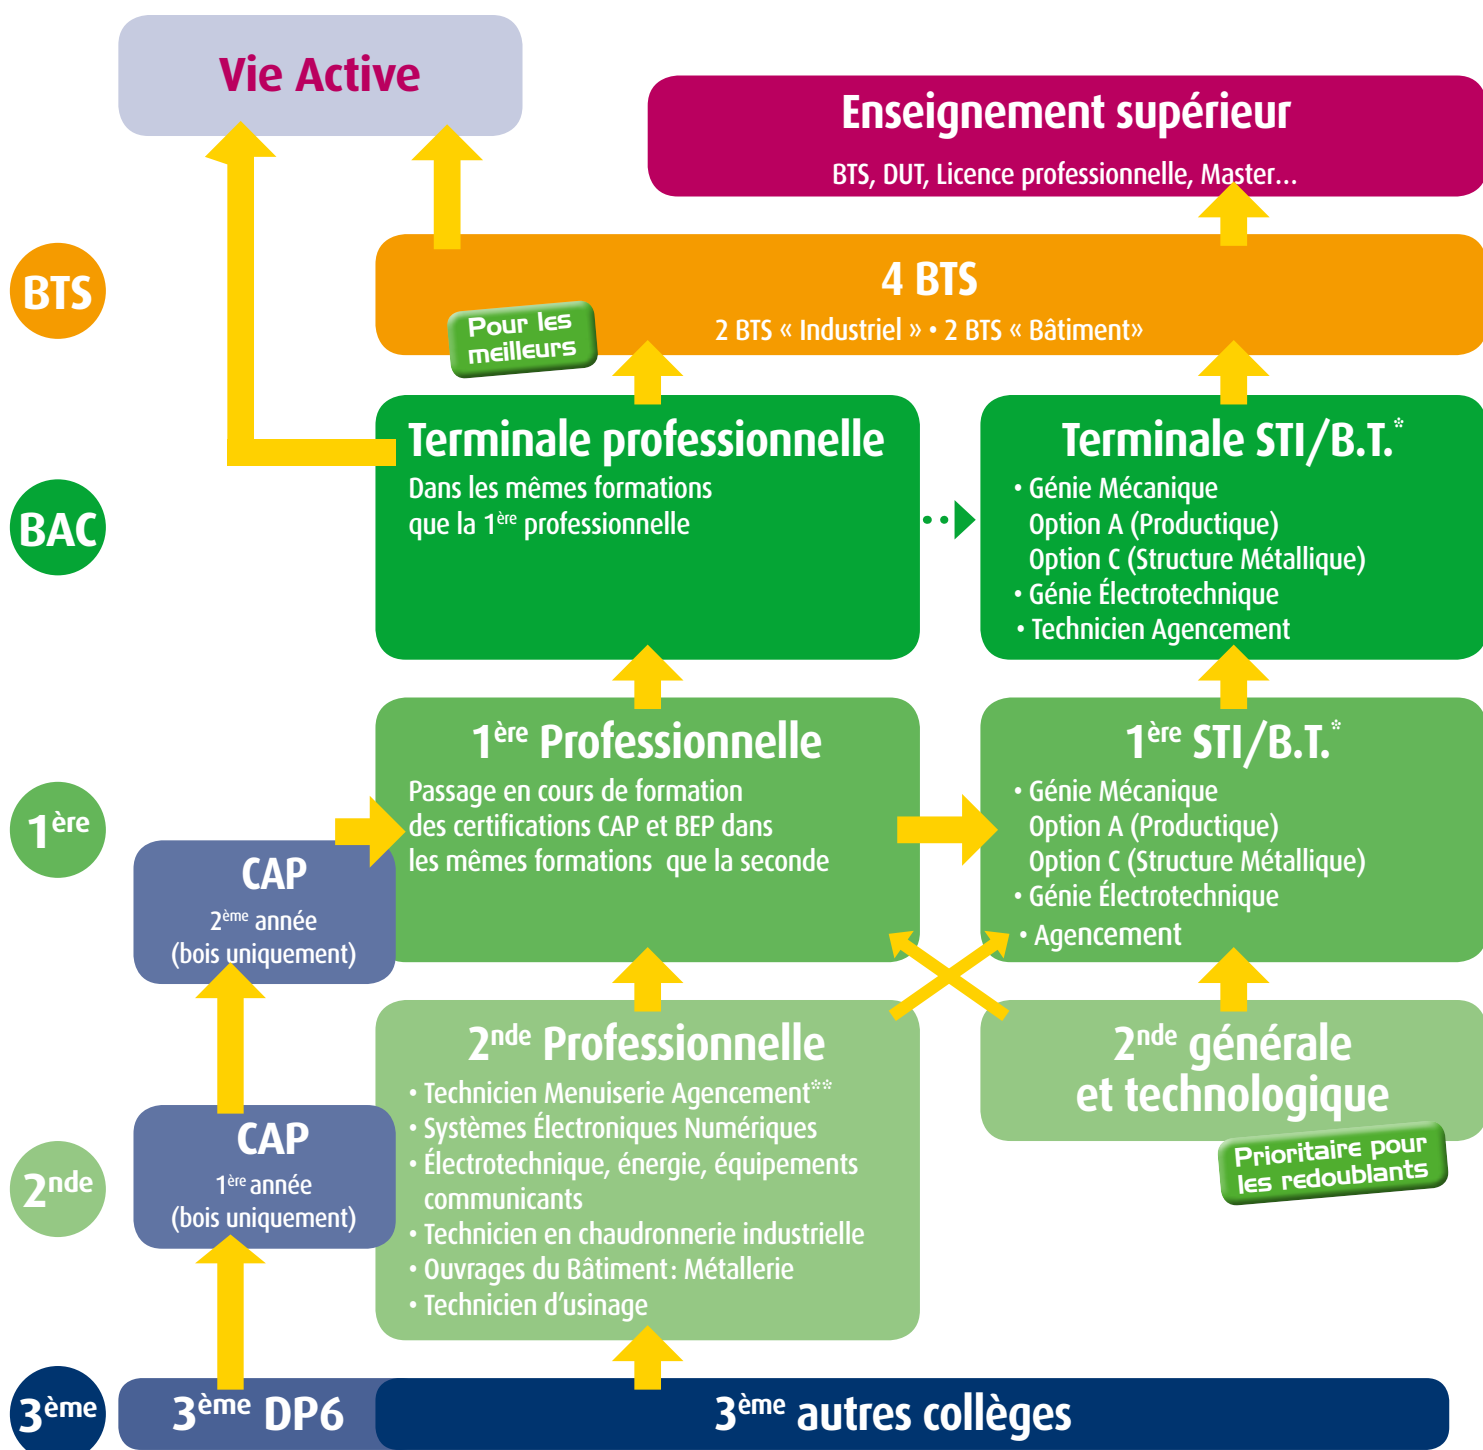 Vie Active
Enseignement supérieur
BTS, DUT, Licence professionnelle, Master...
BTS
4 BTS
2 BTS « Industriel » • 2 BTS « Bâtiment»
Pour les
meilleurs
BAC
Terminale professionnelle
Dans les mêmes formations
que la 1ère professionnelle
Terminale STI/B.T.*
• Génie Mécanique
Option A (Productique)
Option C (Structure Métallique)
• Génie Électrotechnique
• Technicien Agencement
1ère
1ère Professionnelle
Passage en cours de formation
des certifications CAP et BEP dans
les mêmes formations que la seconde
1ère STI/B.T.*
• Génie Mécanique
Option A (Productique)
Option C (Structure Métallique)
• Génie Électrotechnique
• Agencement
CAP
2ème année
(bois uniquement)
2nde
CAP
1ère année
(bois uniquement)
2nde Professionnelle
• Technicien Menuiserie Agencement**
• Systèmes Électroniques Numériques
• Électrotechnique, énergie, équipements
communicants
• Technicien en chaudronnerie industrielle
• Ouvrages du Bâtiment : Métallerie
• Technicien d'usinage
2nde générale
et technologique
Prioritaire pour
les redoublants
3ème
3ème DP6
3ème autres collèges